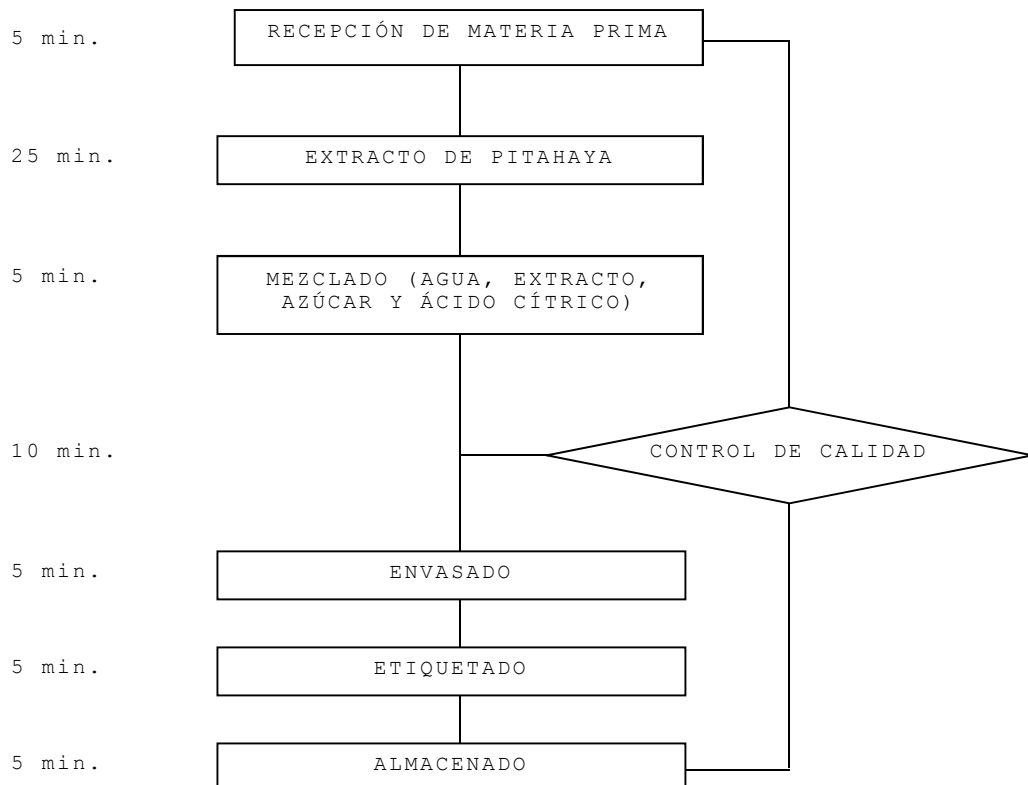 5 min.
RECEPCIÓN DE MATERIA PRIMA
25 min.
EXTRACTO DE PITAHAYA
5 min.
MEZCLADO (AGUA, EXTRACTO,
AZÚCAR Y ÁCIDO CÍTRICO)
10 min.
CONTROL DE CALIDAD
5 min.
ENVASADO
5 min.
ETIQUETADO
5 min.
ALMACENADO